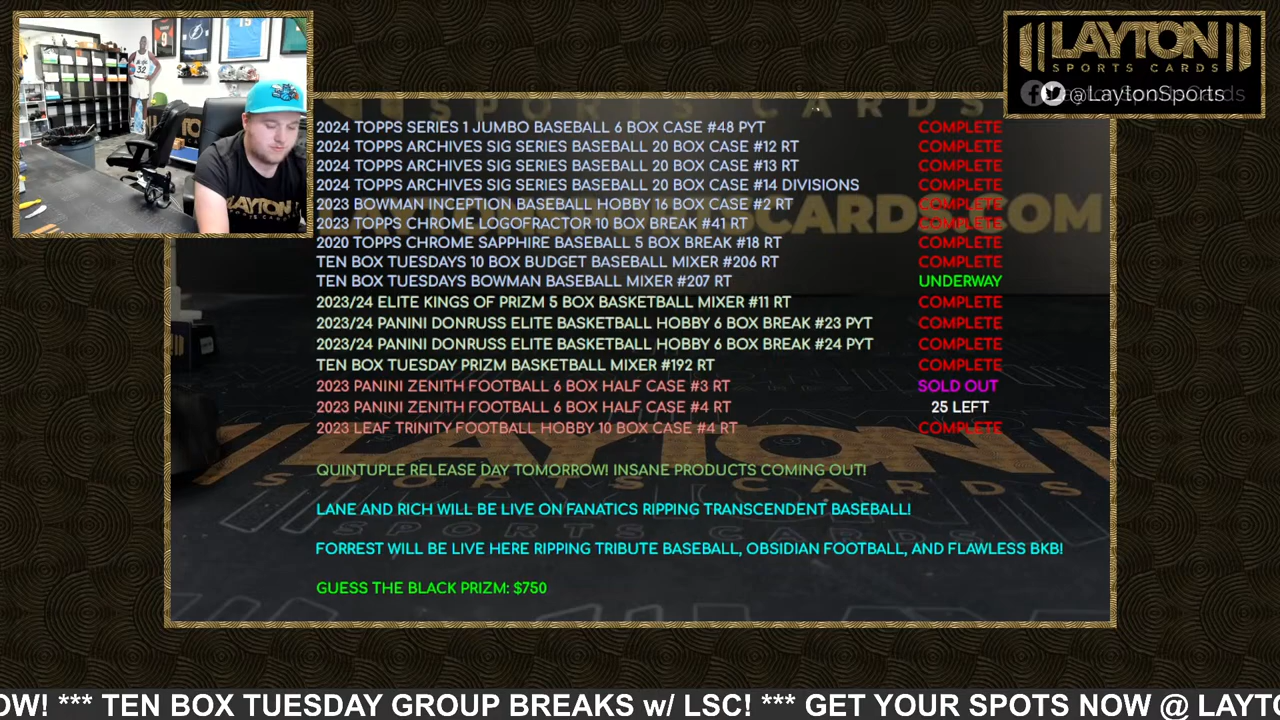 LAYTON
SPORTS CARDS
@LaytonSports
SPORTS CARDS
2024 TOPPS SERIES 1 JUMBO BASEBALL 6 BOX CASE #48 PYT COMPLETE
2024 TOPPS ARCHIVES SIG SERIES BASEBALL 20 BOX CASE #12 RT COMPLETE
2024 TOPPS ARCHIVES SIG SERIES BASEBALL 20 BOX CASE #13 RT COMPLETE
2024 TOPPS ARCHIVES SIG SERIES BASEBALL 20 BOX CASE #14 DIVISIONS COMPLETE
2023 BOWMAN INCEPTION BASEBALL HOBBY 16 BOX CASE #2 RT COMPLETE
2023 TOPPS CHROME LOGOFRACTOR 10 BOX BREAK #41 RT COMPLETE
2020 TOPPS CHROME SAPPHIRE BASEBALL 5 BOX BREAK #18 RT COMPLETE
TEN BOX TUESDAYS 10 BOX BUDGET BASEBALL MIXER #206 RT COMPLETE
TEN BOX TUESDAYS BOWMAN BASEBALL MIXER #207 RT UNDERWAY
2023/24 ELITE KINGS OF PRIZM 5 BOX BASKETBALL MIXER #11 RT COMPLETE
2023/24 PANINI DONRUSS ELITE BASKETBALL HOBBY 6 BOX BREAK #23 PYT COMPLETE
2023/24 PANINI DONRUSS ELITE BASKETBALL HOBBY 6 BOX BREAK #24 PYT COMPLETE
TEN BOX TUESDAY PRIZM BASKETBALL MIXER #192 RT COMPLETE
2023 PANINI ZENITH FOOTBALL 6 BOX HALF CASE #3 RT SOLD OUT
2023 PANINI ZENITH FOOTBALL 6 BOX HALF CASE #4 RT 25 LEFT
2023 LEAF TRINITY FOOTBALL HOBBY 10 BOX CASE #4 RT COMPLETE
QUINTUPLE RELEASE DAY TOMORROW! INSANE PRODUCTS COMING OUT!
LANE AND RICH WILL BE LIVE ON FANATICS RIPPING TRANSCENDENT BASEBALL!
FORREST WILL BE LIVE HERE RIPPING TRIBUTE BASEBALL, OBSIDIAN FOOTBALL, AND FLAWLESS BKB!
GUESS THE BLACK PRIZM: $750
CARDS.COM
LAYTON
SPORTS CARDS
OW! *** TEN BOX TUESDAY GROUP BREAKS w/ LSC! *** GET YOUR SPOTS NOW @ LAYTO